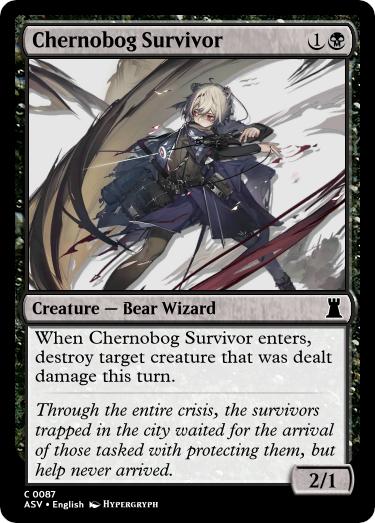 Chernobog Survivor 1
Creature — Bear Wizard
When Chernobog Survivor enters,
destroy target creature that was dealt
damage this turn.
Through the entire crisis, the survivors
trapped in the city waited for the arrival
of those tasked with protecting them, but
help never arrived.
2/1
C 0087
ASV • English HYPERGRYPH